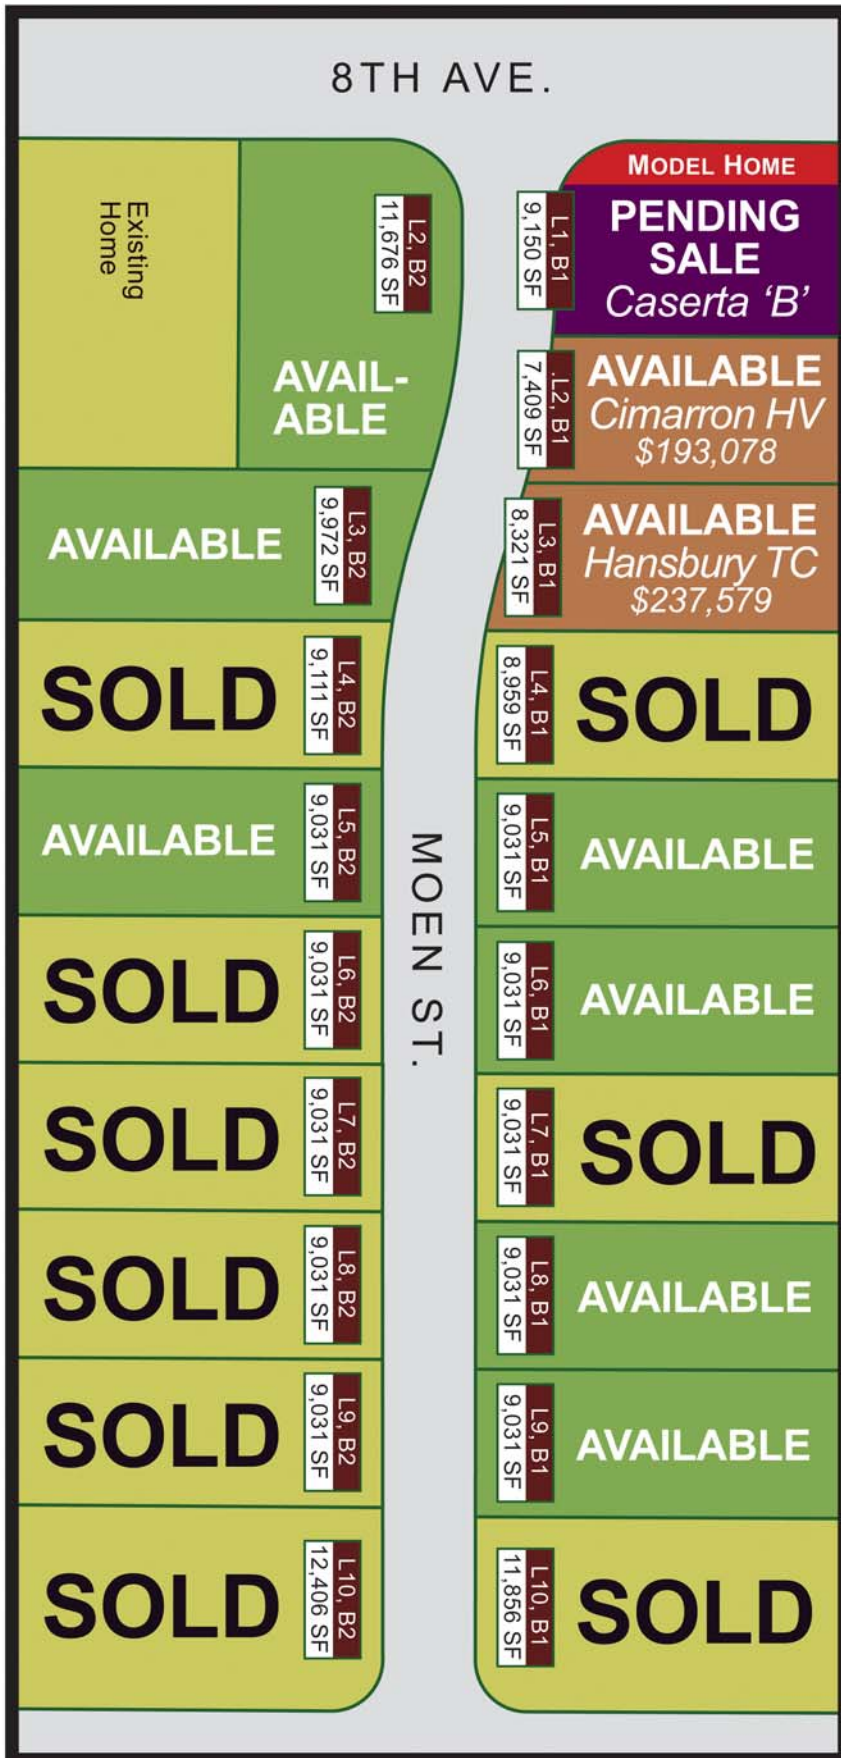 8TH AVE.
Existing
Home
L2, B2
11,676 SF
AVAIL-
ABLE
L3, B2
9,972 SF
AVAILABLE
L4, B2
9,111 SF
SOLD
L5, B2
9,031 SF
AVAILABLE
L6, B2
9,031 SF
SOLD
L7, B2
9,031 SF
SOLD
L8, B2
9,031 SF
SOLD
L9, B2
9,031 SF
SOLD
L10, B2
12,406 SF
SOLD
MOEN ST.
MODEL HOME
L1, B1
9,150 SF
PENDING
SALE
Caserta ‘B’
.L2, B1
7,409 SF
AVAILABLE
Cimarron HV
$193,078
L3, B1
8,321 SF
AVAILABLE
Hansbury TC
$237,579
L4, B1
8,959 SF
SOLD
L5, B1
9,031 SF
AVAILABLE
L6, B1
9,031 SF
AVAILABLE
L7, B1
9,031 SF
SOLD
L8, B1
9,031 SF
AVAILABLE
L9, B1
9,031 SF
AVAILABLE
L10, B1
11,856 SF
SOLD